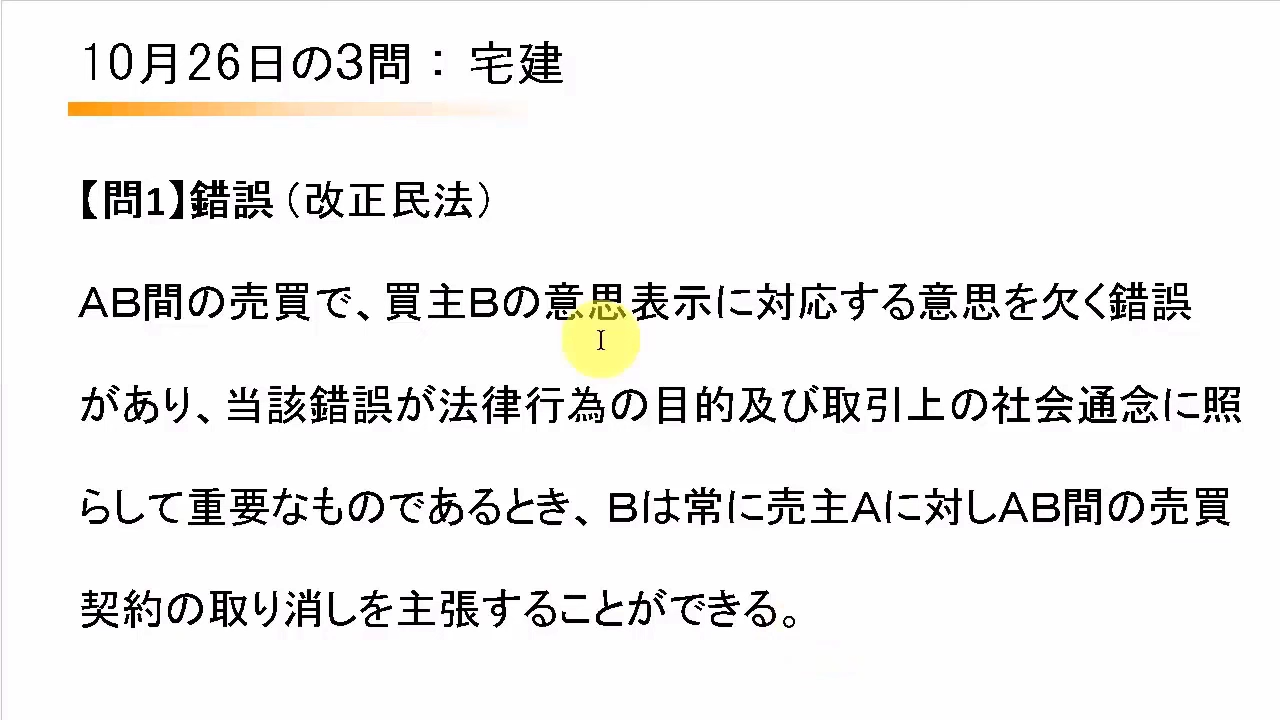 10月26日の3問： 宅建
【問1】錯誤（改正民法）
ＡＢ間の売買で、買主Ｂの意思表示に対応する意思を欠く錯誤
があり、当該錯誤が法律行為の目的及び取引上の社会通念に照
らして重要なものであるとき、Ｂは常に売主Ａに対しＡＢ間の売買
契約の取り消しを主張することができる。